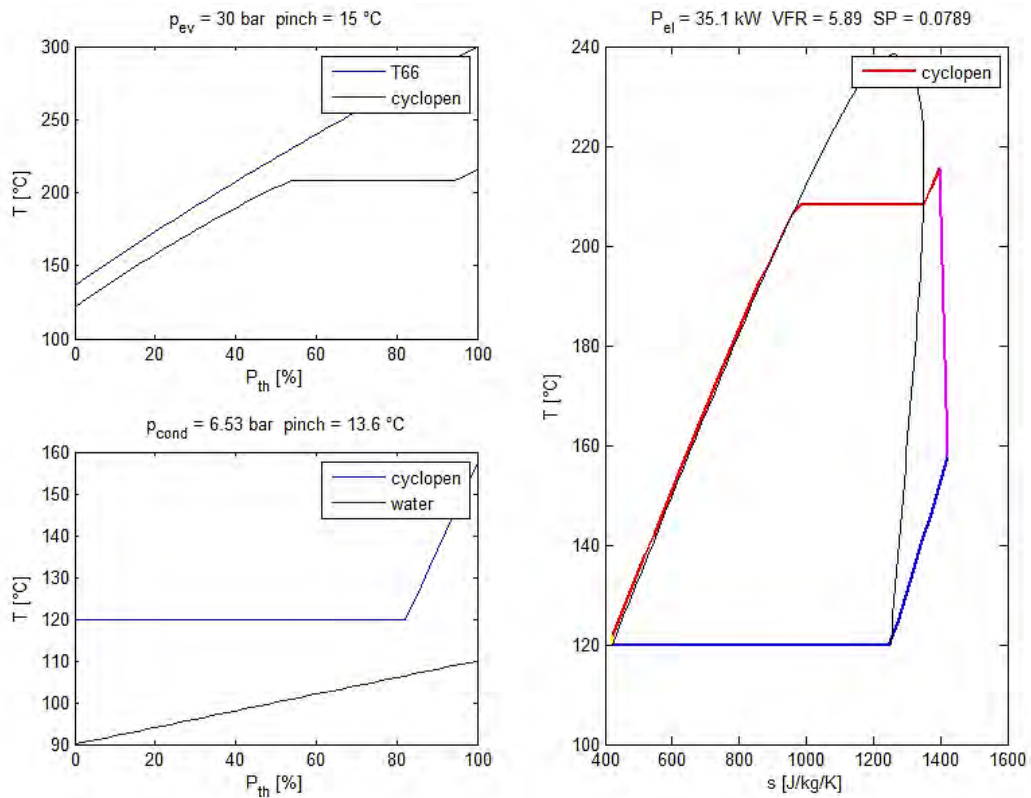 p_ev = 30 bar pinch = 15 °C
300
250
200
150
100
T [°C]
T66
cyclopen
0 20 40 60 80 100
P_th [%]
p_cond = 6.53 bar pinch = 13.6 °C
160
150
140
130
120
110
100
90
T [°C]
cyclopen
water
0 20 40 60 80 100
P_th [%]
P_el = 35.1 kW VFR = 5.89 SP = 0.0789
240
220
200
180
160
140
120
100
T [°C]
cyclopen
400 600 800 1000 1200 1400 1600
s [J/kg/K]